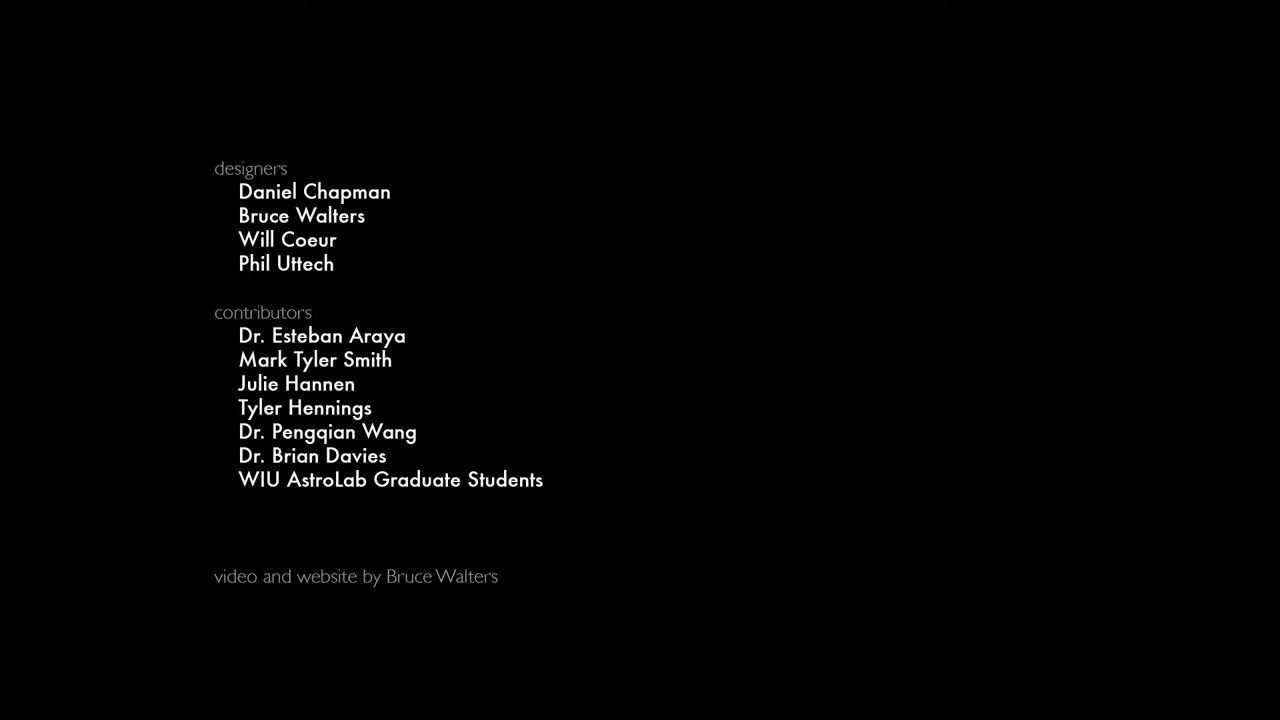 designers
Daniel Chapman
Bruce Walters
Will Coeur
Phil Uttech
contributors
Dr. Esteban Araya
Mark Tyler Smith
Julie Hannen
Tyler Hennings
Dr. Pengqian Wang
Dr. Brian Davies
WIU AstroLab Graduate Students
video and website by Bruce Walters